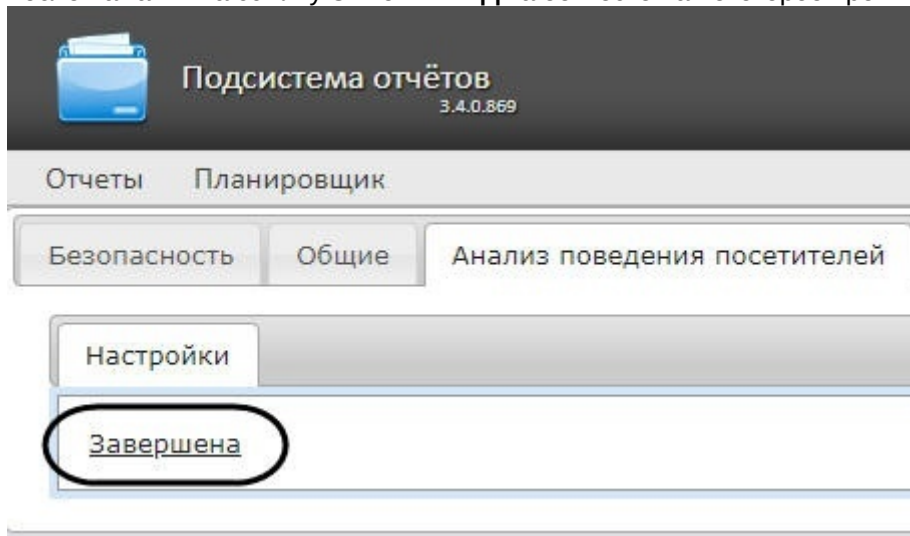 Подсистема отчётов
3.4.0.869
Отчеты Планировщик
Безопасность Общие Анализ поведения посетителей
Настройки
Завершена